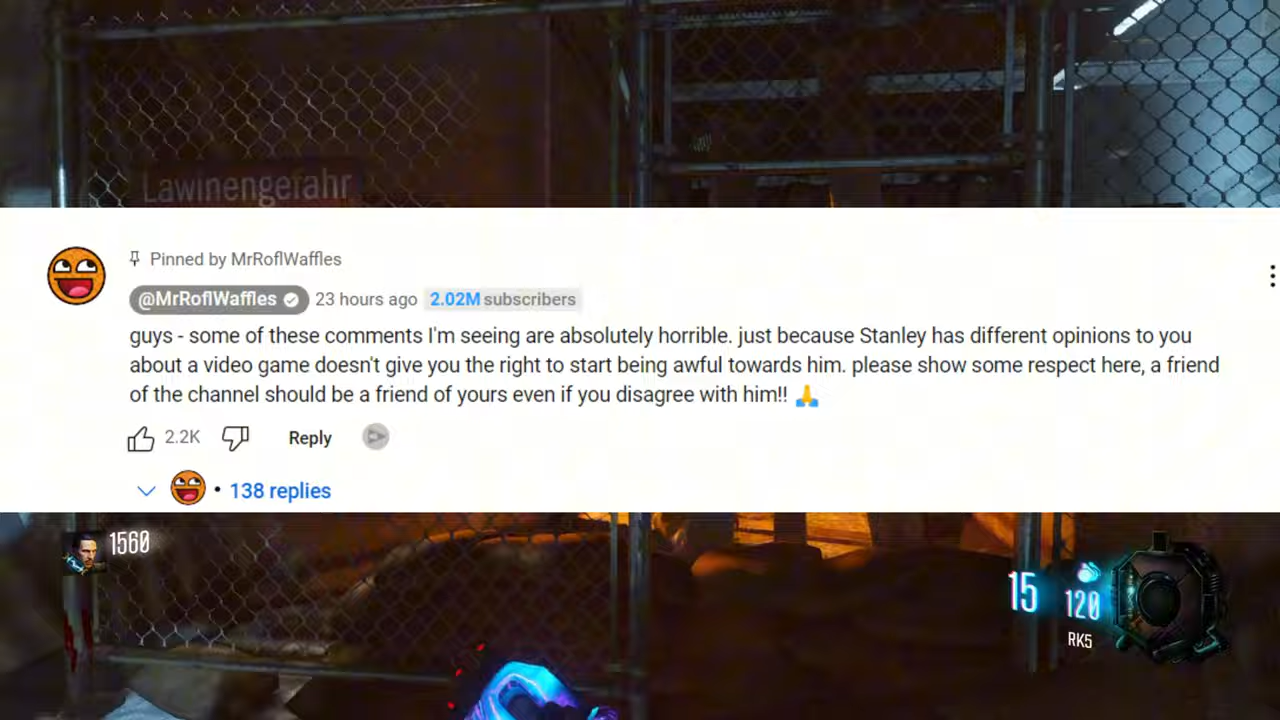 Lawinengefahr
Pinned by MrRoflWaffles
@MrRoflWaffles 23 hours ago 2.02M subscribers
guys - some of these comments I'm seeing are absolutely horrible. just because Stanley has different opinions to you
about a video game doesn't give you the right to start being awful towards him. please show some respect here, a friend
of the channel should be a friend of yours even if you disagree with him!! 🙏
2.2K Reply
• 138 replies
1560
15
120
RK5